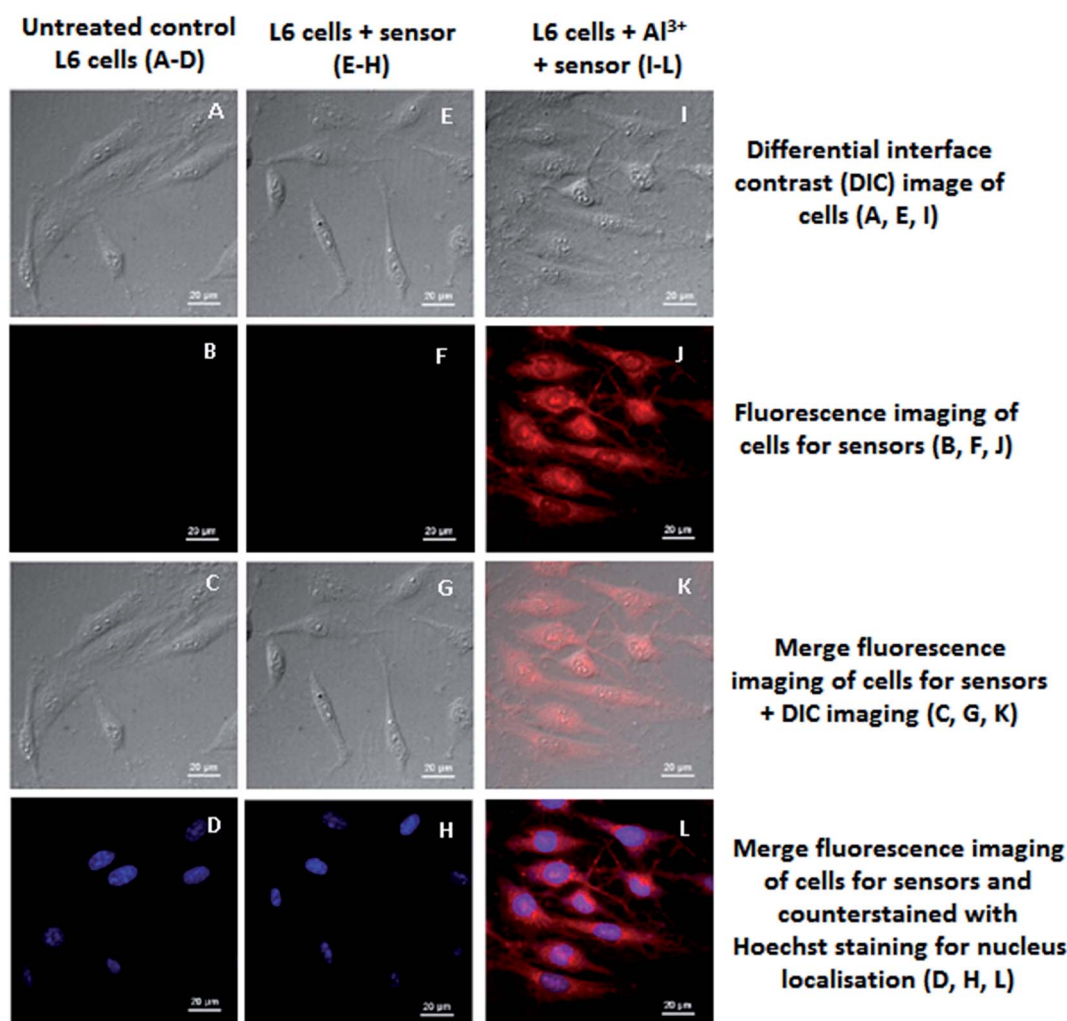 Untreated control
L6 cells (A-D)
L6 cells + sensor
(E-H)
L6 cells + Al³⁺
+ sensor (I-L)
A
20 µm
E
20 µm
I
20 µm
Differential interface
contrast (DIC) image of
cells (A, E, I)
B
20 µm
F
20 µm
J
20 µm
Fluorescence imaging of
cells for sensors (B, F, J)
C
20 µm
G
20 µm
K
20 µm
Merge fluorescence
imaging of cells for sensors
+ DIC imaging (C, G, K)
D
20 µm
H
20 µm
L
20 µm
Merge fluorescence imaging
of cells for sensors and
counterstained with
Hoechst staining for nucleus
localisation (D, H, L)